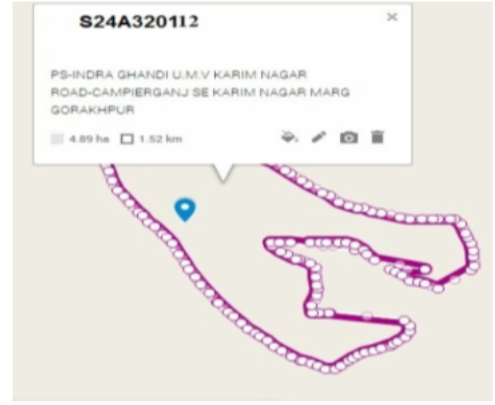 S24A320112
PS-INDRA GHANDI U.M.V KARIM NAGAR
ROAD-CAMPIERGANJ SE KARIM NAGAR MARG
GORAKHPUR
4.89 ha 1.52 km